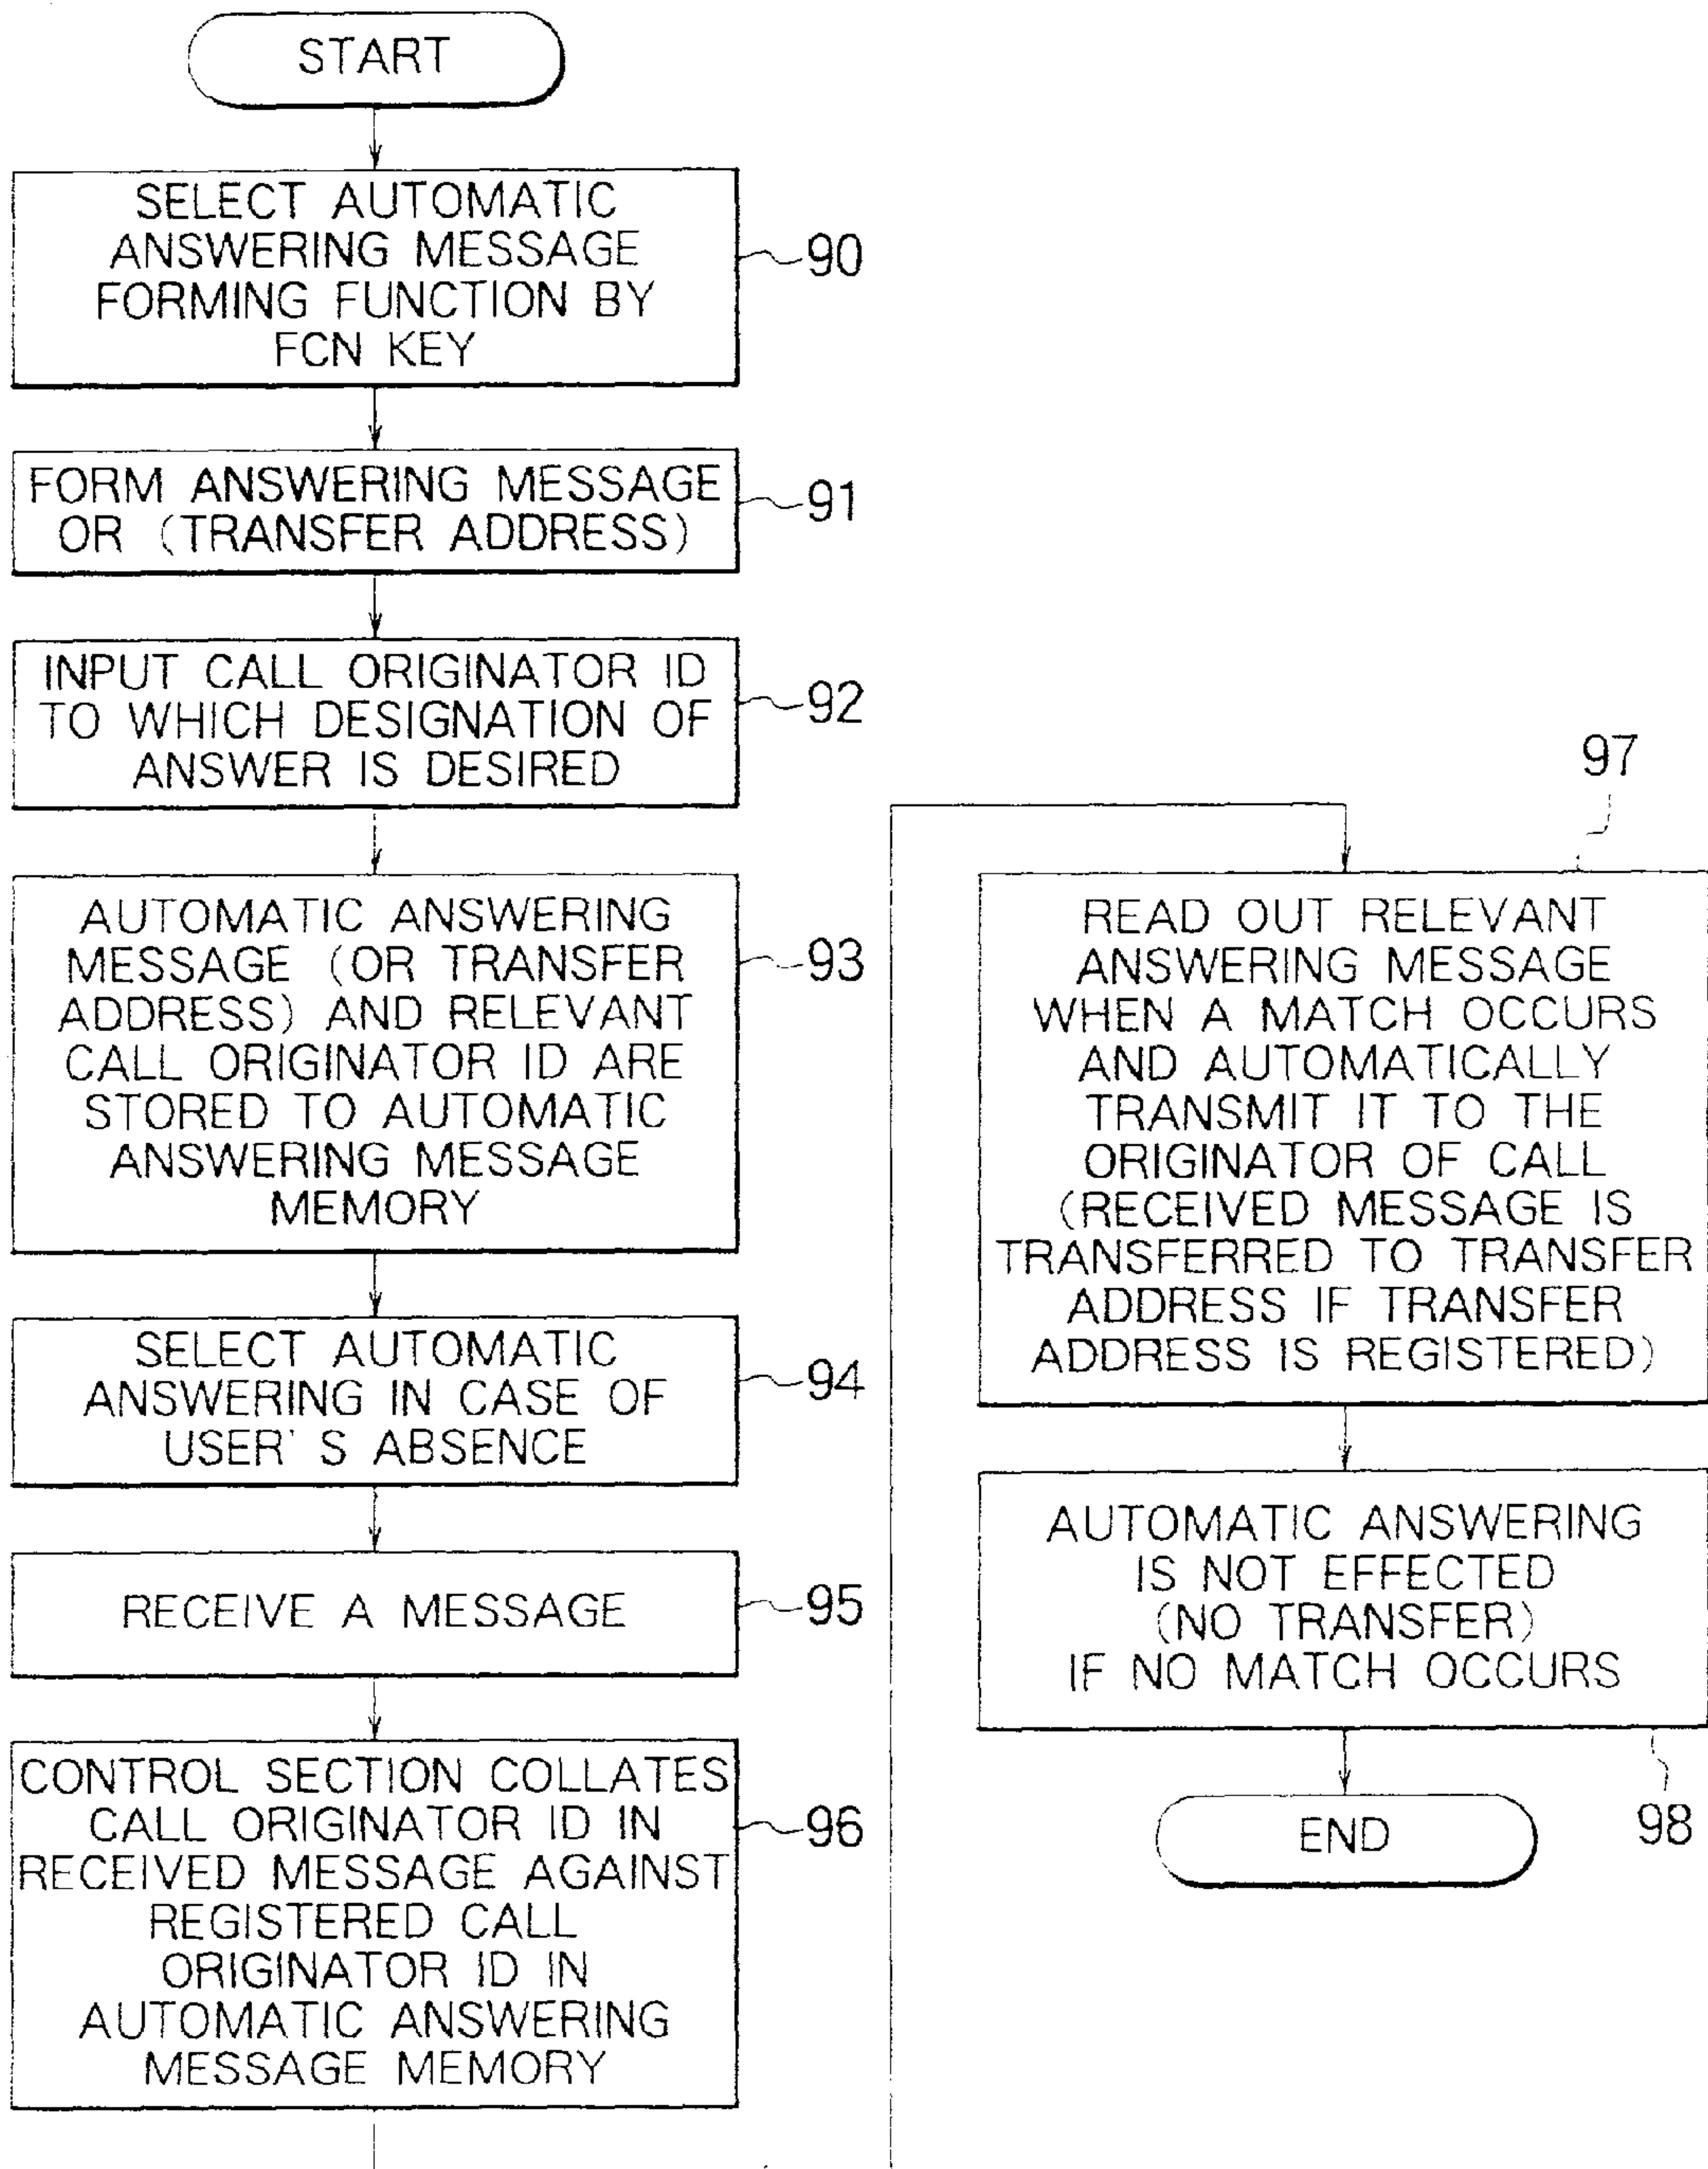 START
SELECT AUTOMATIC
ANSWERING MESSAGE
FORMING FUNCTION BY
FCN KEY
90
FORM ANSWERING MESSAGE
OR (TRANSFER ADDRESS)
91
INPUT CALL ORIGINATOR ID
TO WHICH DESIGNATION OF
ANSWER IS DESIRED
92
AUTOMATIC ANSWERING
MESSAGE (OR TRANSFER
ADDRESS) AND RELEVANT
CALL ORIGINATOR ID ARE
STORED TO AUTOMATIC
ANSWERING MESSAGE
MEMORY
93
SELECT AUTOMATIC
ANSWERING IN CASE OF
USER'S ABSENCE
94
RECEIVE A MESSAGE
95
CONTROL SECTION COLLATES
CALL ORIGINATOR ID IN
RECEIVED MESSAGE AGAINST
REGISTERED CALL
ORIGINATOR ID IN
AUTOMATIC ANSWERING
MESSAGE MEMORY
96
97
READ OUT RELEVANT
ANSWERING MESSAGE
WHEN A MATCH OCCURS
AND AUTOMATICALLY
TRANSMIT IT TO THE
ORIGINATOR OF CALL
(RECEIVED MESSAGE IS
TRANSFERRED TO TRANSFER
ADDRESS IF TRANSFER
ADDRESS IS REGISTERED)
AUTOMATIC ANSWERING
IS NOT EFFECTED
(NO TRANSFER)
IF NO MATCH OCCURS
98
END